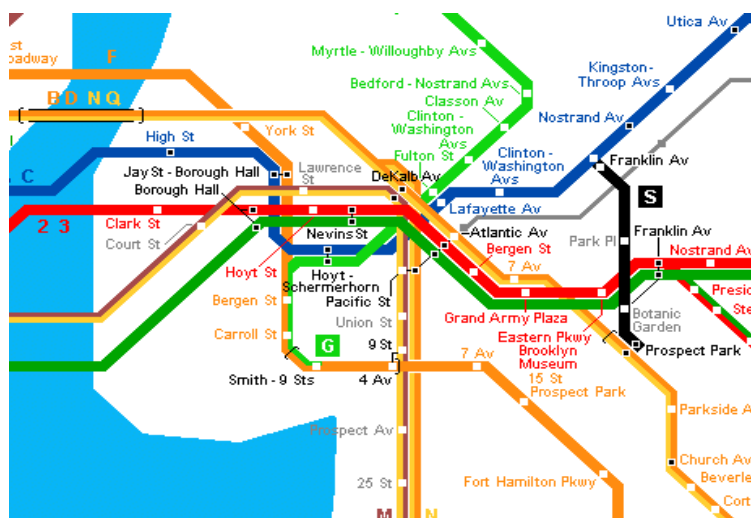 Utica Av
Myrtle - Willoughby Avs
F
oadway
Kingston -
Throop Avs
Bedford - Nostrand Avs
Classon Av
B D N Q
Clinton -
Washington
Avs
Nostrand Av
York St
High St
Fulton St
Clinton -
Washington
Avs
Franklin Av
Lawrence
St
Jay St - Borough Hall
DeKalb Av
C
Borough Hall
S
Lafayette Av
2 3
Clark St
Nevins St
Atlantic Av
Franklin Av
Court St
Park Pl
Bergen St
Nostrand Av
Hoyt St
7 Av
Hoyt -
Schermerhorn
Presi
Bergen St
Pacific St
Ste
Grand Army Plaza
Botanic
Garden
Union St
Eastern Pkwy
Brooklyn
Museum
Carroll St
G
9 St
Prospect Park
7 Av
Smith - 9 Sts
4 Av
15 St
Prospect Park
Parkside A
Prospect Av
Church Av
25 St
Fort Hamilton Pkwy
Beverle
Cort
M
N